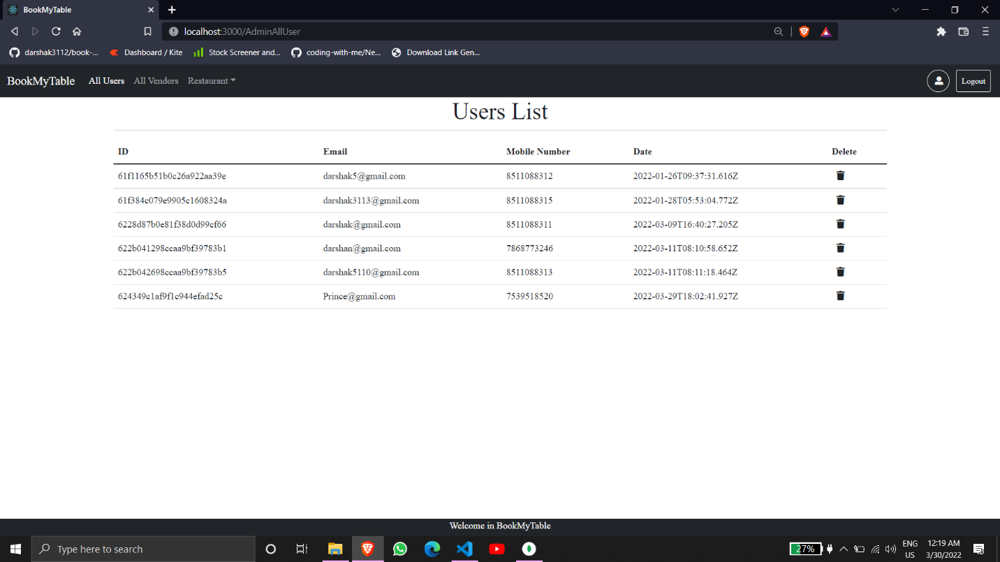 BookMyTable
localhost:3000/AdminAllUser
darshak3112/book-... Dashboard / Kite Stock Screener and... coding-with-me/Ne... Download Link Gen...
BookMyTable All Users All Vendors Restaurant Logout
Users List
ID Email Mobile Number Date Delete
61f1165b51b0c26a922aa39e darshak5@gmail.com 8511088312 2022-01-26T09:37:31.616Z
61f384c079e9905c1608324a darshak3113@gmail.com 8511088315 2022-01-28T05:53:04.772Z
6228d87b0e81f38d0d99cf66 darshak@gmail.com 8511088311 2022-03-09T16:40:27.205Z
622b041298ccaa9bf39783b1 darshan@gmail.com 7868773246 2022-03-11T08:10:58.652Z
622b042698ccaa9bf39783b5 darshak5110@gmail.com 8511088313 2022-03-11T08:11:18.464Z
624349c1af9f1c944efad25c Prince@gmail.com 7539518520 2022-03-29T18:02:41.927Z
Welcome in BookMyTable
Type here to search 27% ENG 12:19 AM
US 3/30/2022